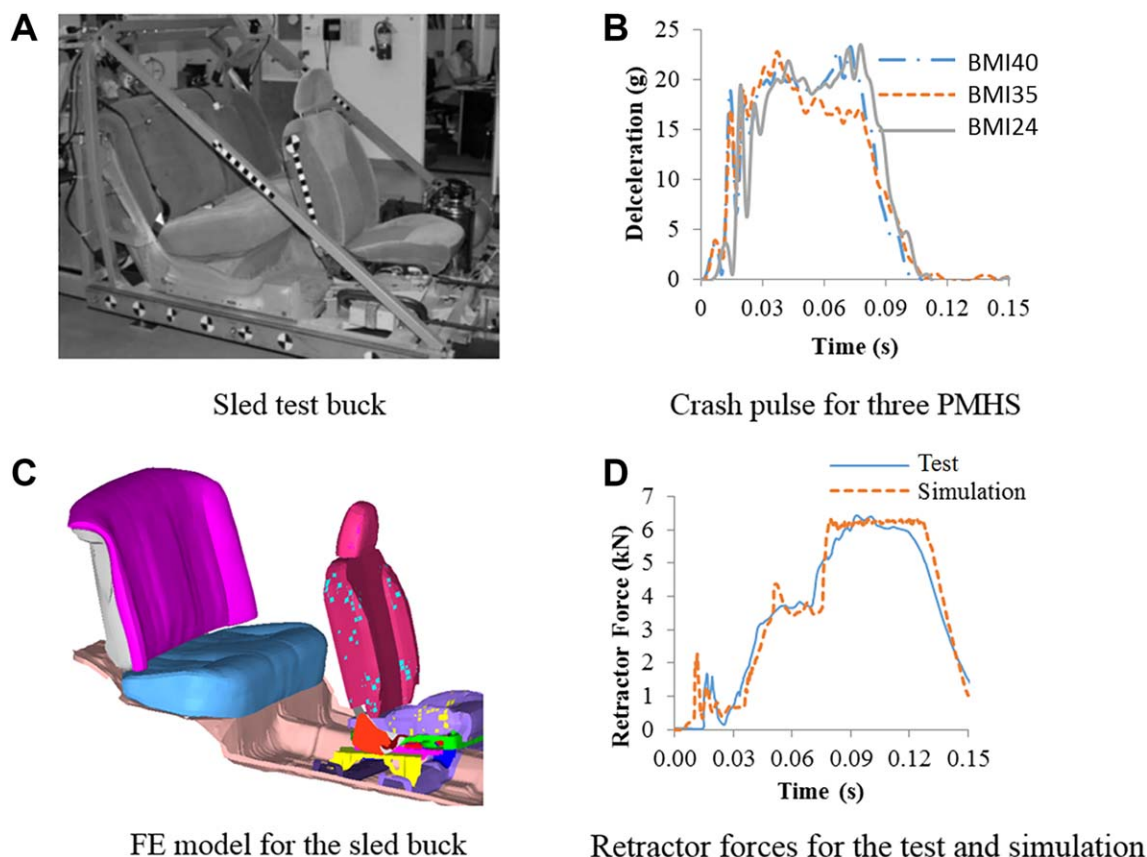 A
Sled test buck
B
25
20
15
10
5
0
Delceleration (g)
BMI40
BMI35
BMI24
0 0.03 0.06 0.09 0.12 0.15
Time (s)
Crash pulse for three PMHS
C
FE model for the sled buck
D
Test
Simulation
7
6
5
4
3
2
1
0
Retractor Force (kN)
0.00 0.03 0.06 0.09 0.12 0.15
Time (s)
Retractor forces for the test and simulation